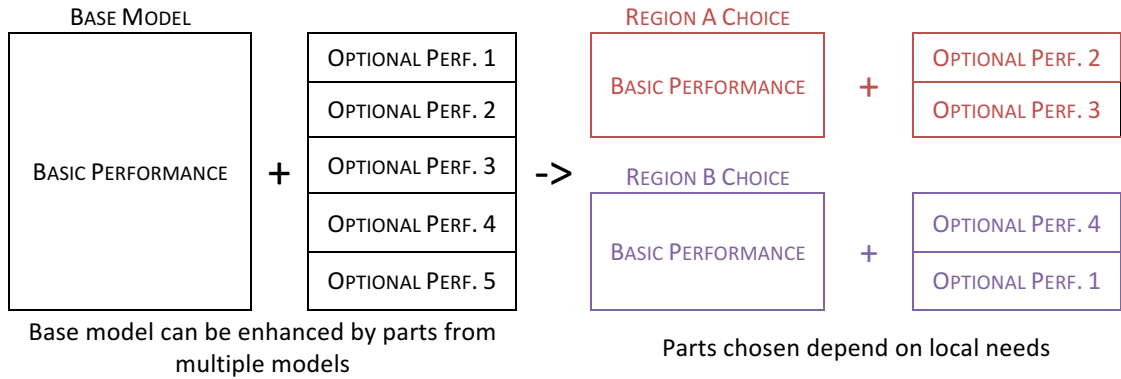 BASE MODEL
BASIC PERFORMANCE
+
OPTIONAL PERF. 1
OPTIONAL PERF. 2
OPTIONAL PERF. 3
OPTIONAL PERF. 4
OPTIONAL PERF. 5
Base model can be enhanced by parts from
multiple models
->
REGION A CHOICE
BASIC PERFORMANCE
+
OPTIONAL PERF. 2
OPTIONAL PERF. 3
REGION B CHOICE
BASIC PERFORMANCE
+
OPTIONAL PERF. 4
OPTIONAL PERF. 1
Parts chosen depend on local needs